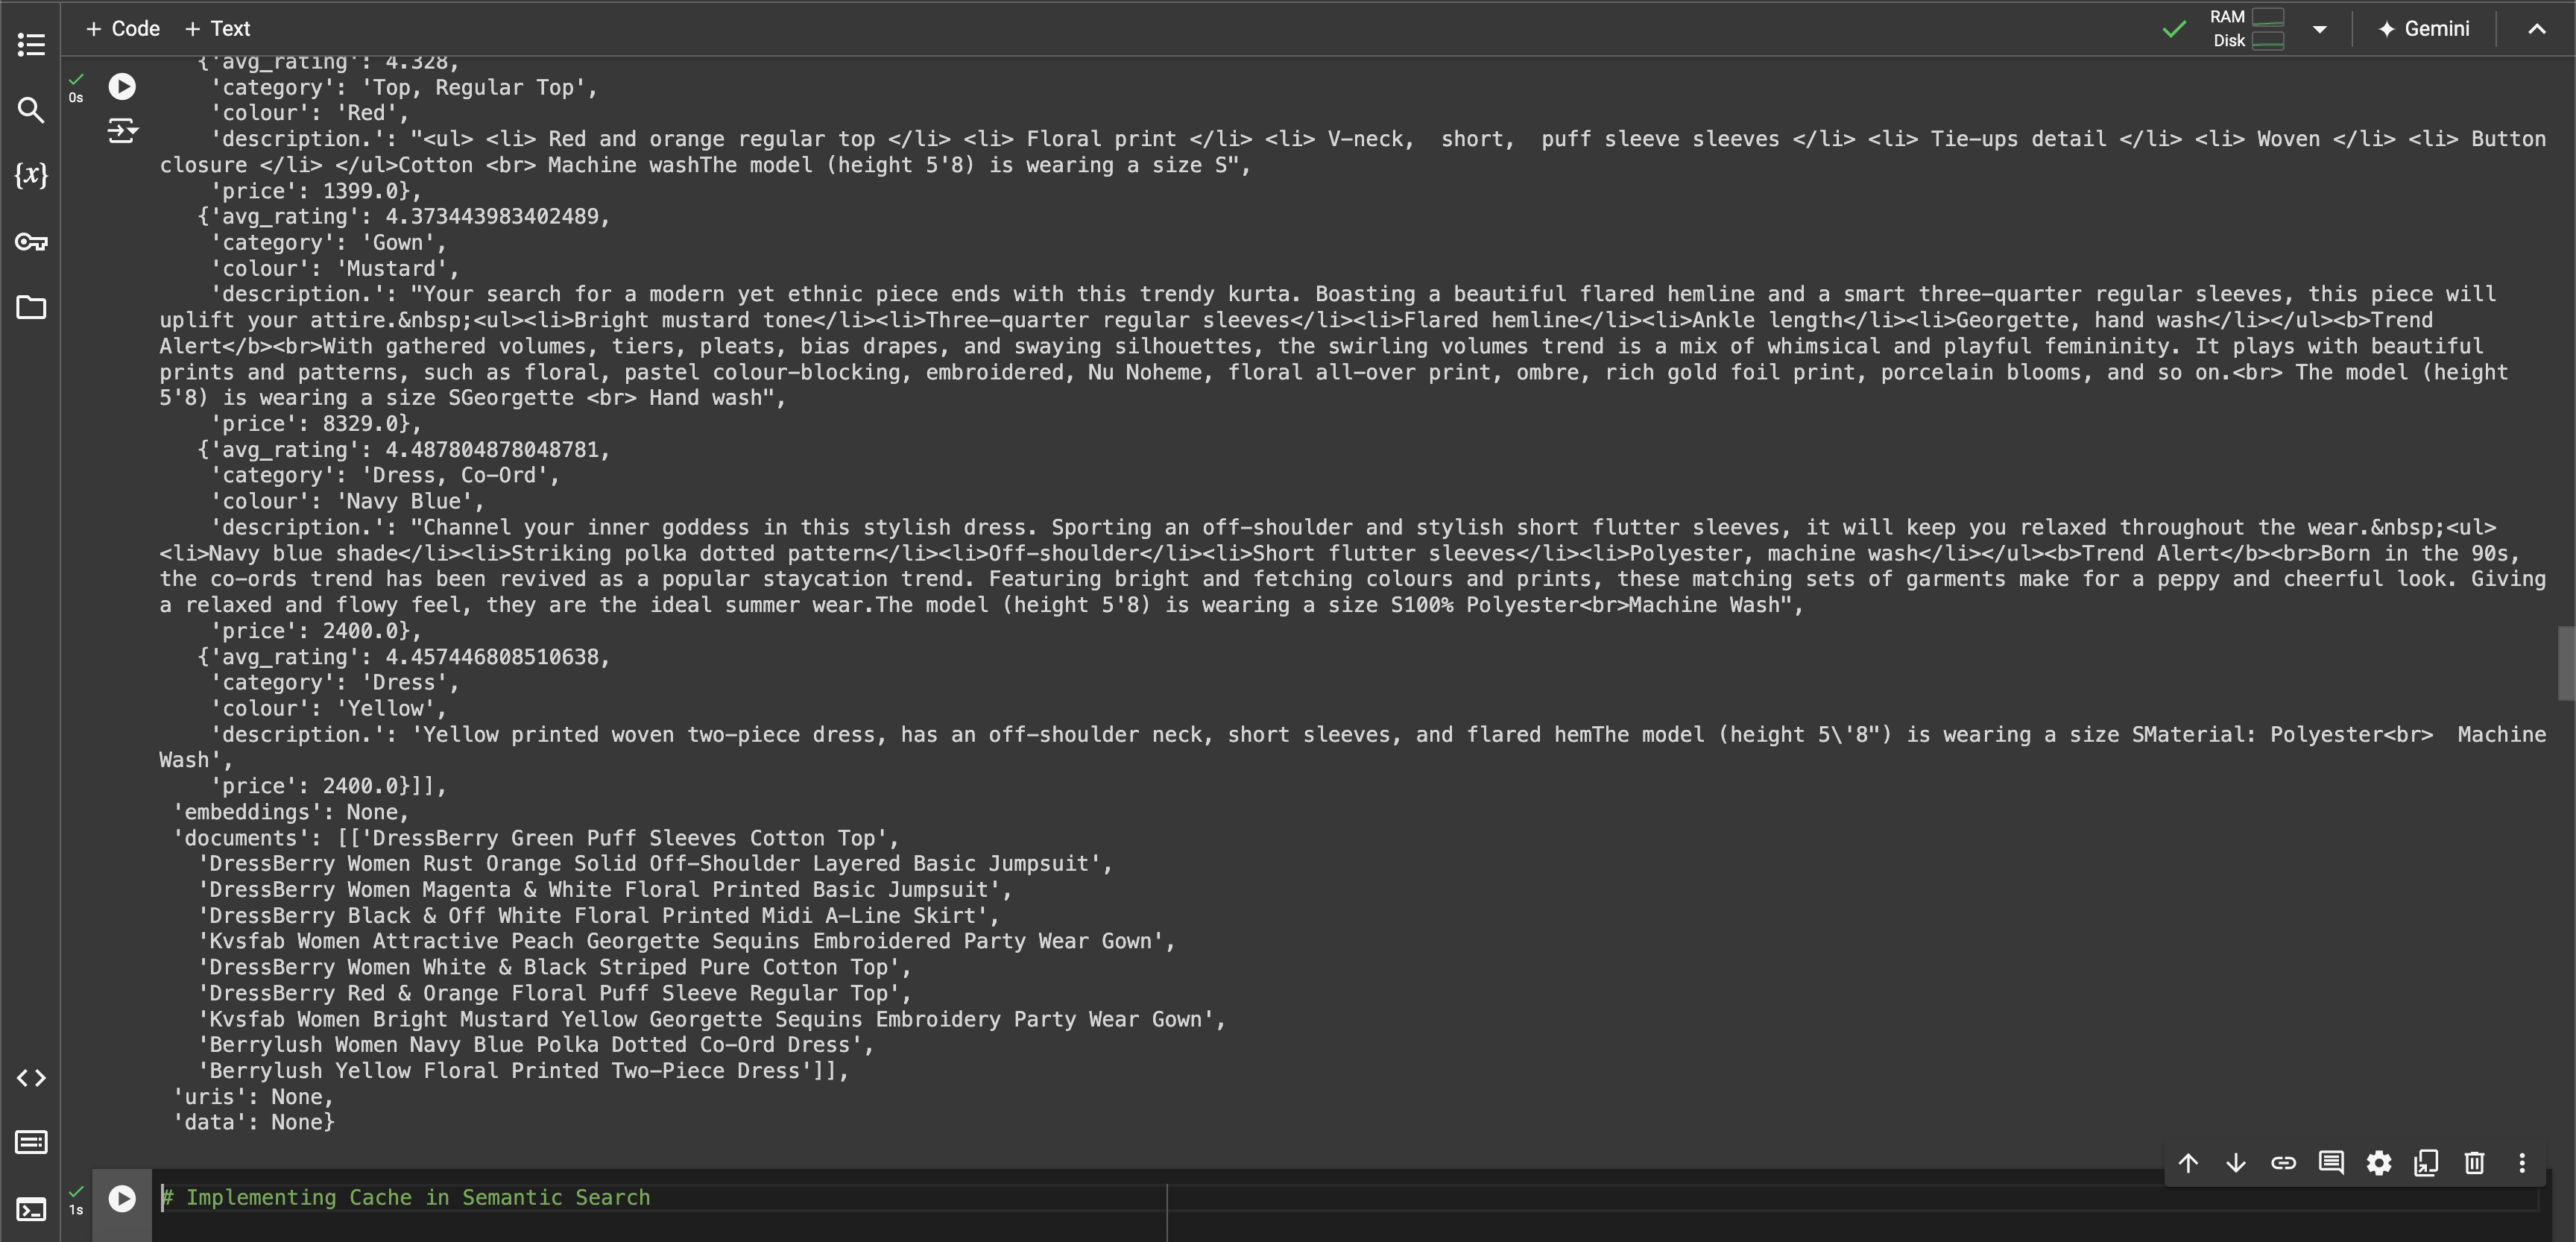 + Code + Text
RAM
Disk
Gemini
0s
{'avg_rating': 4.328,
'category': 'Top, Regular Top',
'colour': 'Red',
'description.': "<ul> <li> Red and orange regular top </li> <li> Floral print </li> <li> V-neck,  short,  puff sleeve sleeves </li> <li> Tie-ups detail </li> <li> Woven </li> <li> Button
closure </li> </ul>Cotton <br> Machine washThe model (height 5'8) is wearing a size S",
'price': 1399.0},
{'avg_rating': 4.373443983402489,
'category': 'Gown',
'colour': 'Mustard',
'description.': "Your search for a modern yet ethnic piece ends with this trendy kurta. Boasting a beautiful flared hemline and a smart three-quarter regular sleeves, this piece will
uplift your attire.&nbsp;<ul><li>Bright mustard tone</li><li>Three-quarter regular sleeves</li><li>Flared hemline</li><li>Ankle length</li><li>Georgette, hand wash</li></ul><b>Trend
Alert</b><br>With gathered volumes, tiers, pleats, bias drapes, and swaying silhouettes, the swirling volumes trend is a mix of whimsical and playful femininity. It plays with beautiful
prints and patterns, such as floral, pastel colour-blocking, embroidered, Nu Noheme, floral all-over print, ombre, rich gold foil print, porcelain blooms, and so on.<br> The model (height
5'8) is wearing a size SGeorgette <br> Hand wash",
'price': 8329.0},
{'avg_rating': 4.487804878048781,
'category': 'Dress, Co-Ord',
'colour': 'Navy Blue',
'description.': "Channel your inner goddess in this stylish dress. Sporting an off-shoulder and stylish short flutter sleeves, it will keep you relaxed throughout the wear.&nbsp;<ul>
<li>Navy blue shade</li><li>Striking polka dotted pattern</li><li>Off-shoulder</li><li>Short flutter sleeves</li><li>Polyester, machine wash</li></ul><b>Trend Alert</b><br>Born in the 90s,
the co-ords trend has been revived as a popular staycation trend. Featuring bright and fetching colours and prints, these matching sets of garments make for a peppy and cheerful look. Giving
a relaxed and flowy feel, they are the ideal summer wear.The model (height 5'8) is wearing a size S100% Polyester<br>Machine Wash",
'price': 2400.0},
{'avg_rating': 4.457446808510638,
'category': 'Dress',
'colour': 'Yellow',
'description.': 'Yellow printed woven two-piece dress, has an off-shoulder neck, short sleeves, and flared hemThe model (height 5\'8") is wearing a size SMaterial: Polyester<br>  Machine
Wash',
'price': 2400.0}]],
'embeddings': None,
'documents': [['DressBerry Green Puff Sleeves Cotton Top',
'DressBerry Women Rust Orange Solid Off-Shoulder Layered Basic Jumpsuit',
'DressBerry Women Magenta & White Floral Printed Basic Jumpsuit',
'DressBerry Black & Off White Floral Printed Midi A-Line Skirt',
'Kvsfab Women Attractive Peach Georgette Sequins Embroidered Party Wear Gown',
'DressBerry Women White & Black Striped Pure Cotton Top',
'DressBerry Red & Orange Floral Puff Sleeve Regular Top',
'Kvsfab Women Bright Mustard Yellow Georgette Sequins Embroidery Party Wear Gown',
'Berrylush Women Navy Blue Polka Dotted Co-Ord Dress',
'Berrylush Yellow Floral Printed Two-Piece Dress']],
'uris': None,
'data': None}
1s
# Implementing Cache in Semantic Search